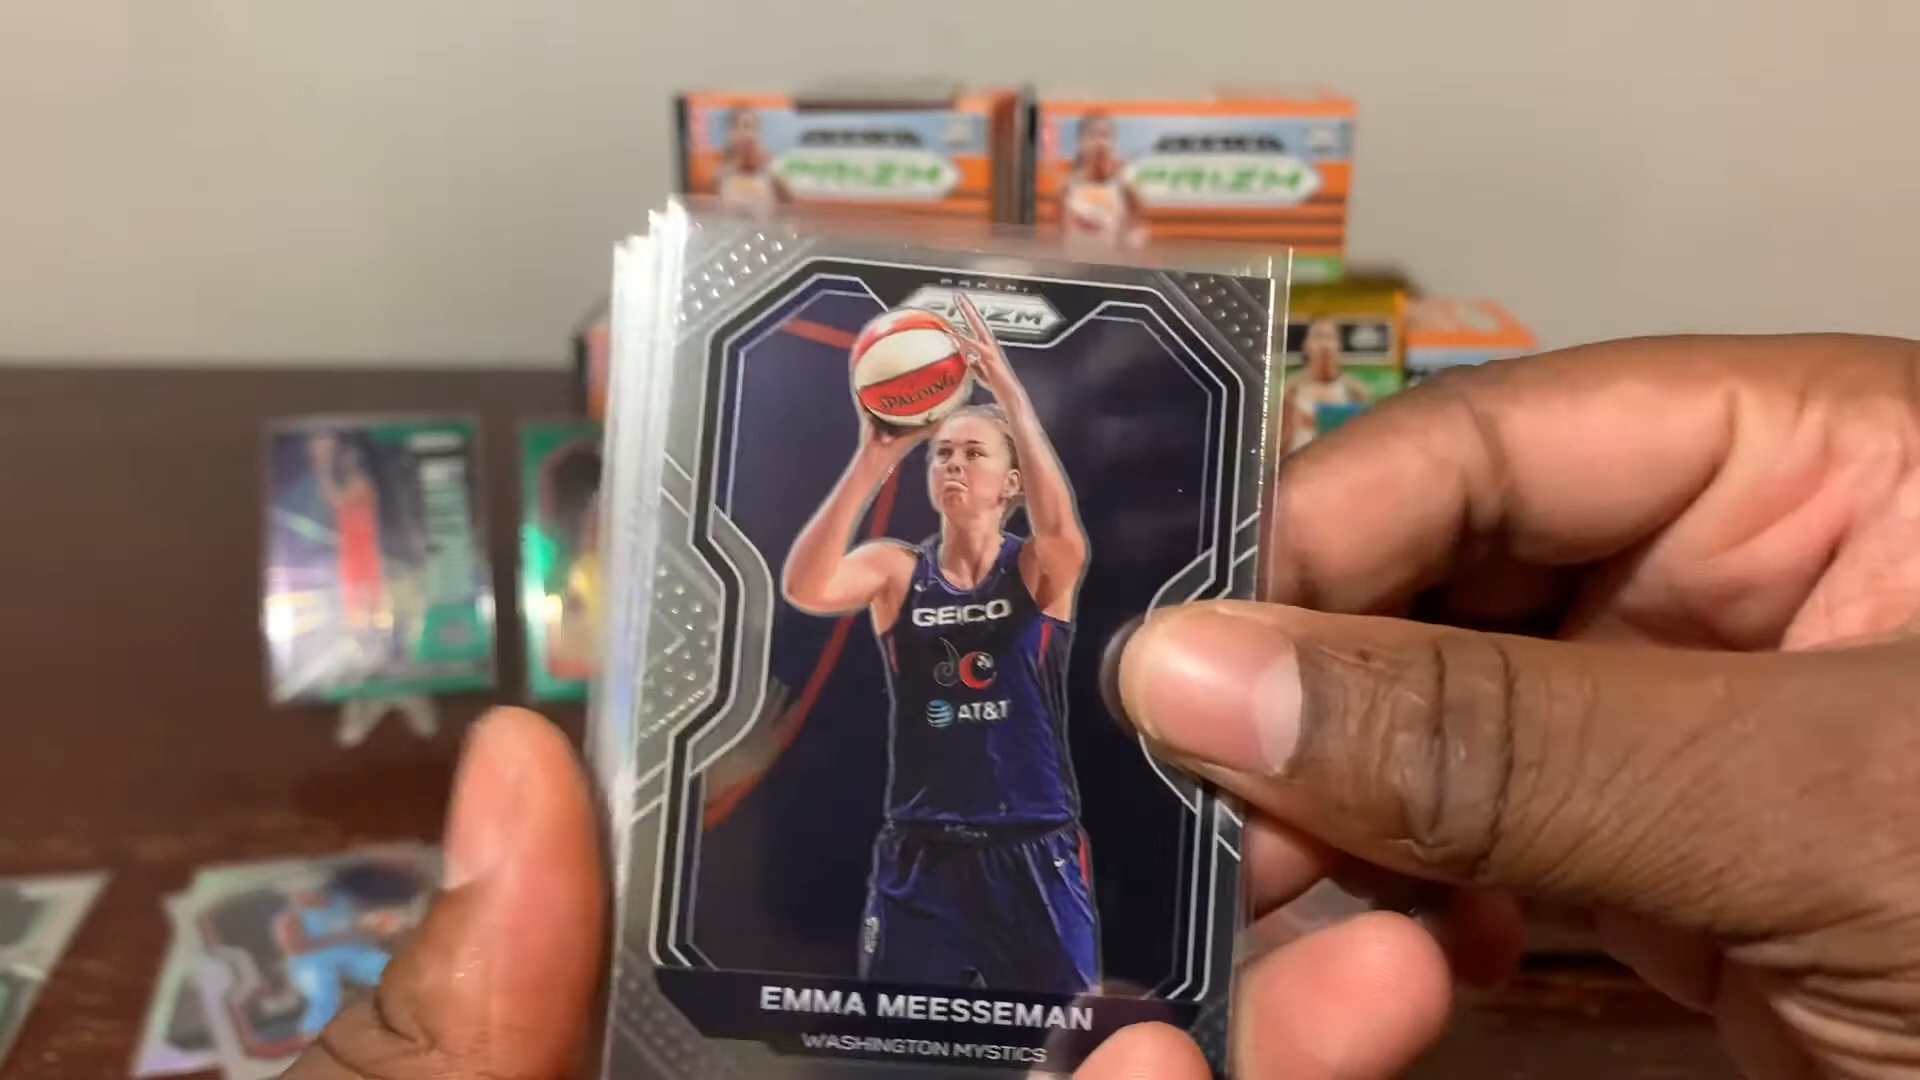 PRIZM
PRIZM
PANINI
PRIZM
SPALDING
GEICO
AT&T
EMMA MEESSEMAN
WASHINGTON MYSTICS